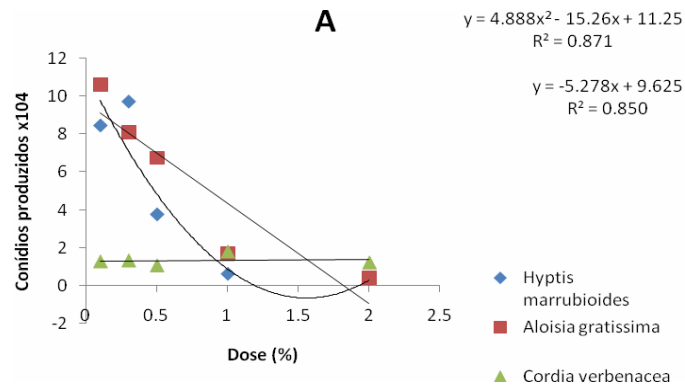 A
y = 4.888x² - 15.26x + 11.25
R² = 0.871
y = -5.278x + 9.625
R² = 0.850
Conídios produzidos x104
12
10
8
6
4
2
0
-2
0 0.5 1 1.5 2 2.5
Dose (%)
Hyptis
marrubioides
Aloisia gratissima
Cordia verbenacea